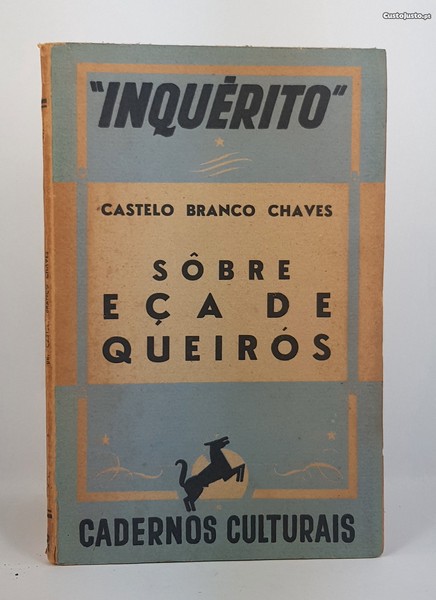 CustoJusto.pt
"INQUÉRITO"
CASTELO BRANCO CHAVES
SÔBRE
EÇA DE
QUEIRÓS
CADERNOS CULTURAIS